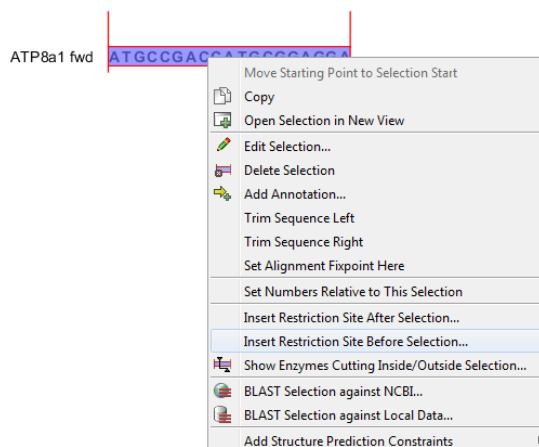 ATP8a1 fwd ATGCCGACCATGCGGAGGA
Move Starting Point to Selection Start
Copy
Open Selection in New View
Edit Selection...
Delete Selection
Add Annotation...
Trim Sequence Left
Trim Sequence Right
Set Alignment Fixpoint Here
Set Numbers Relative to This Selection
Insert Restriction Site After Selection...
Insert Restriction Site Before Selection...
Show Enzymes Cutting Inside/Outside Selection...
BLAST Selection against NCBI...
BLAST Selection against Local Data...
Add Structure Prediction Constraints